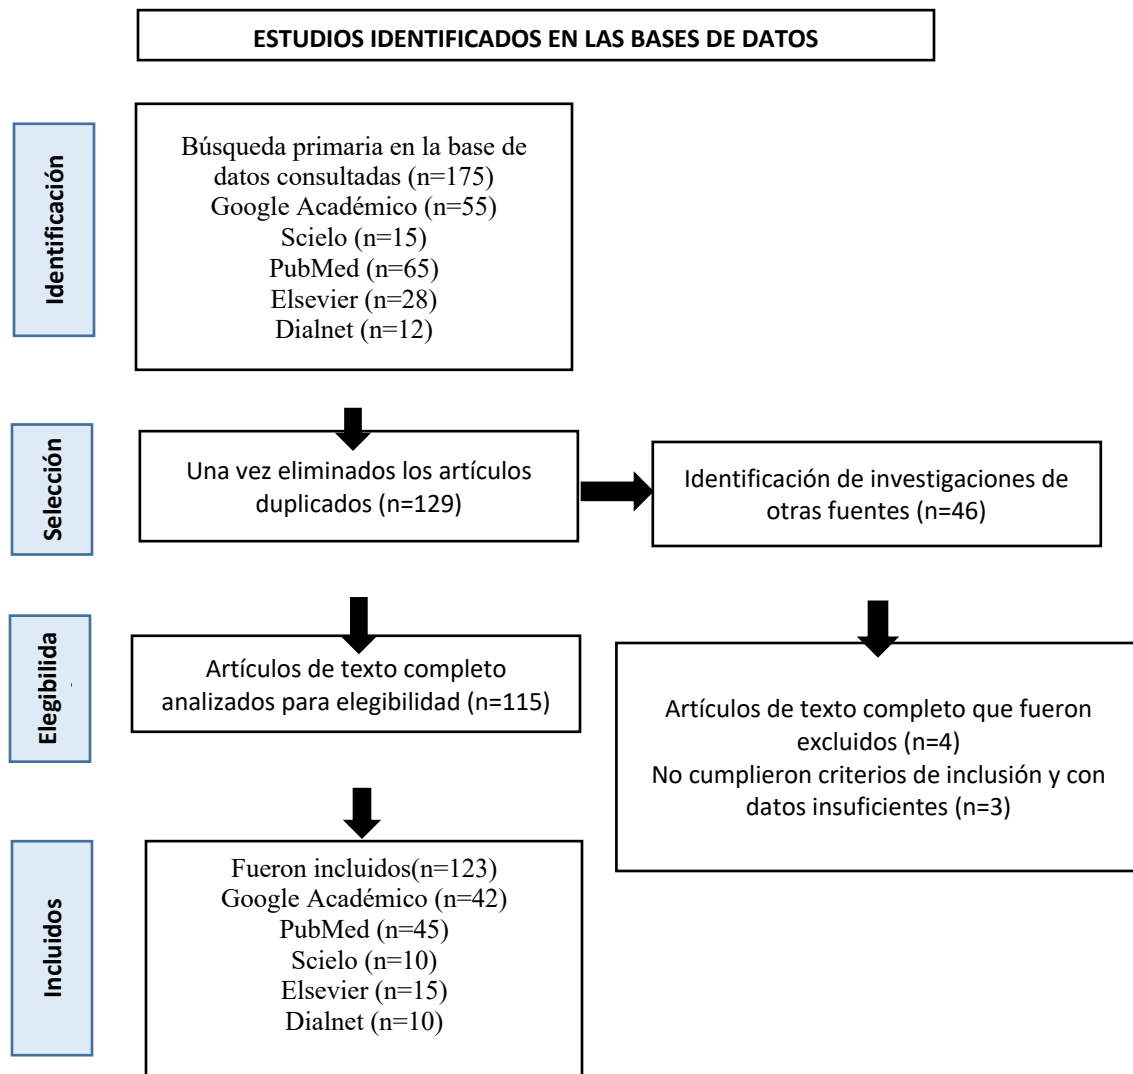 ESTUDIOS IDENTIFICADOS EN LAS BASES DE DATOS
Identificación
Búsqueda primaria en la base de
datos consultadas (n=175)
Google Académico (n=55)
Scielo (n=15)
PubMed (n=65)
Elsevier (n=28)
Dialnet (n=12)
Selección
Una vez eliminados los artículos
duplicados (n=129)
Identificación de investigaciones de
otras fuentes (n=46)
Elegibilida
Artículos de texto completo
analizados para elegibilidad (n=115)
Artículos de texto completo que fueron
excluidos (n=4)
No cumplieron criterios de inclusión y con
datos insuficientes (n=3)
Incluidos
Fueron incluidos(n=123)
Google Académico (n=42)
PubMed (n=45)
Scielo (n=10)
Elsevier (n=15)
Dialnet (n=10)